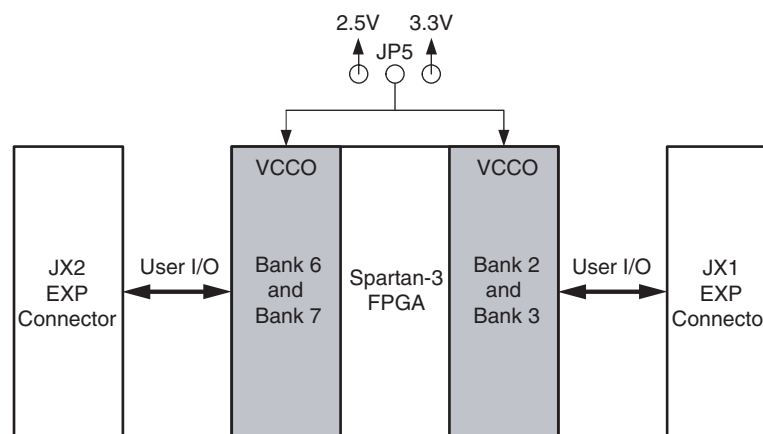 2.5V 3.3V
JP5
VCCO
VCCO
JX2
EXP
Connector
User I/O
Bank 6
and
Bank 7
Spartan-3
FPGA
Bank 2
and
Bank 3
User I/O
JX1
EXP
Connecto